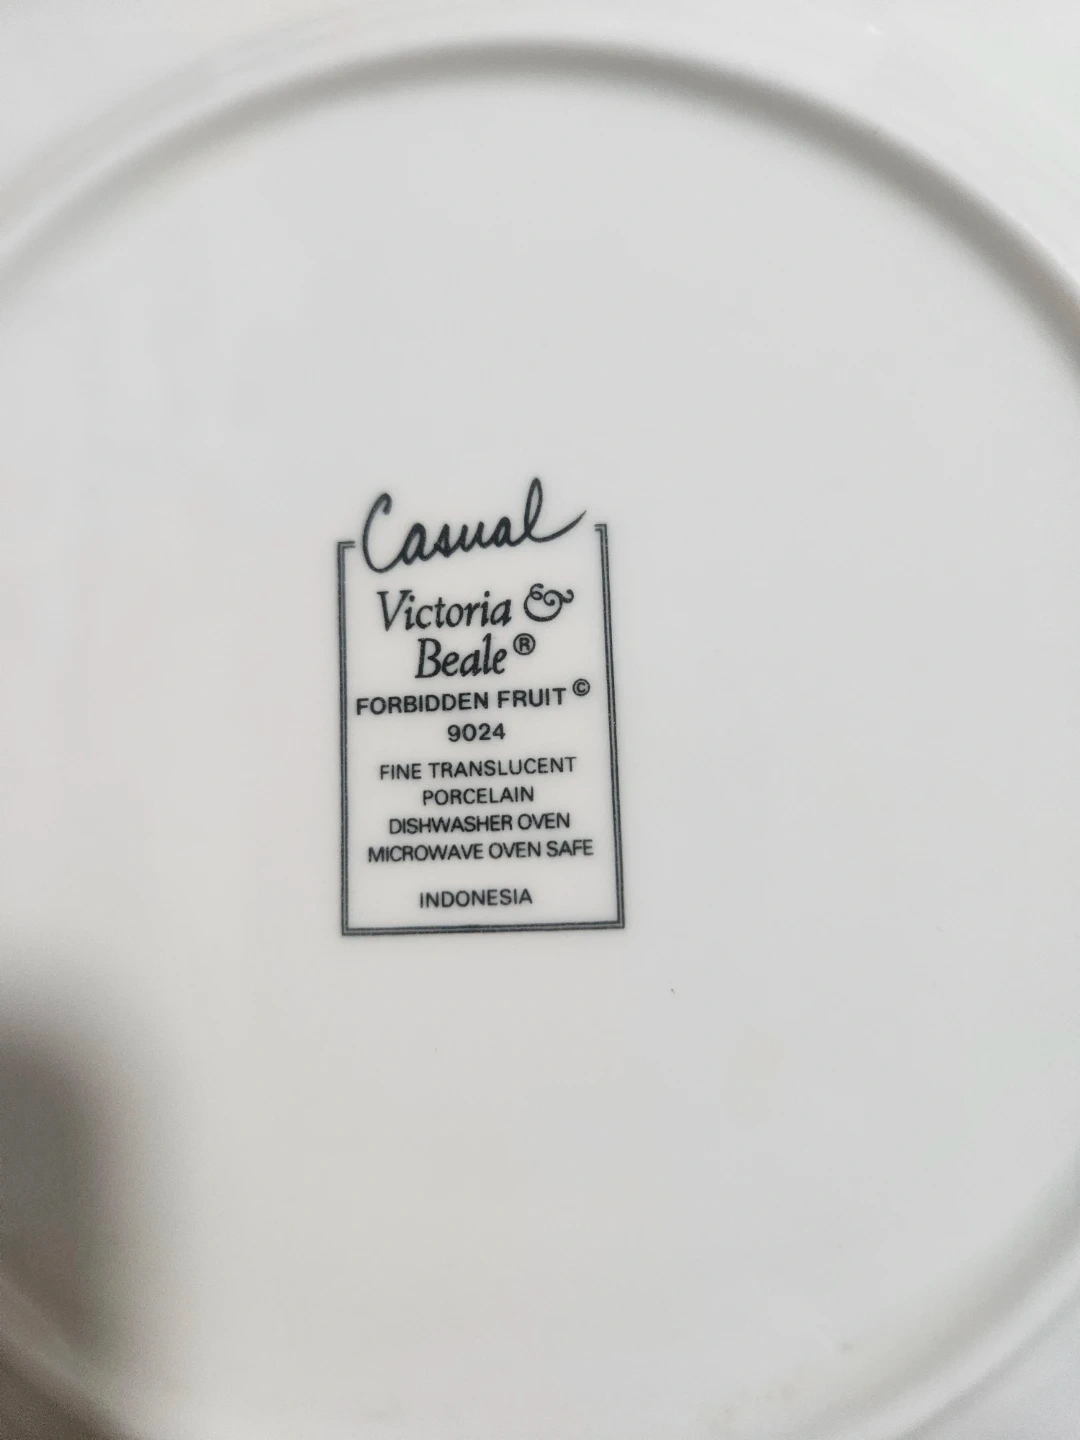 Casual
Victoria &
Beale®
FORBIDDEN FRUIT ©
9024
FINE TRANSLUCENT
PORCELAIN
DISHWASHER OVEN
MICROWAVE OVEN SAFE
INDONESIA